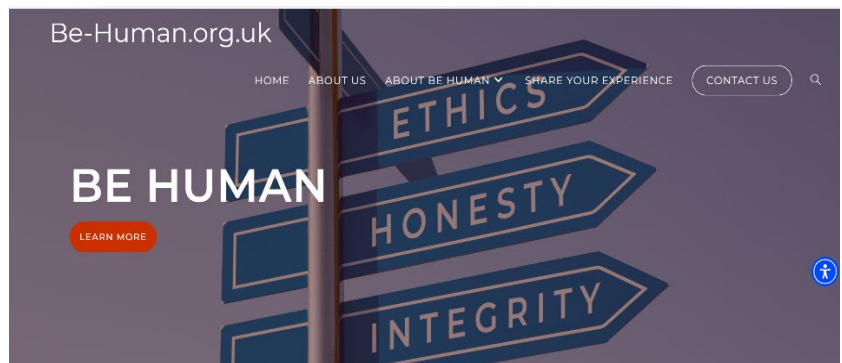 Be-Human.org.uk
HOME ABOUT US ABOUT BE HUMAN SHARE YOUR EXPERIENCE CONTACT US
ETHICS
BE HUMAN
HONESTY
LEARN MORE
INTEGRITY